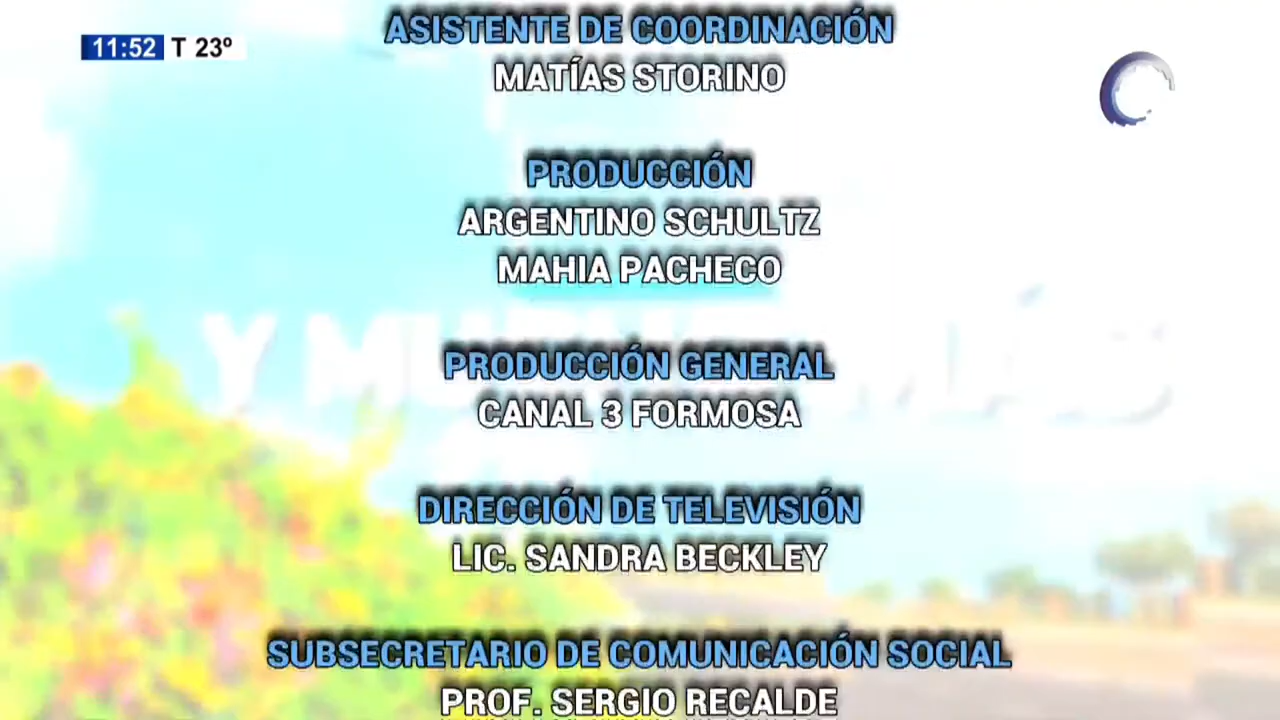 11:52 T 23º
ASISTENTE DE COORDINACIÓN
MATÍAS STORINO
PRODUCCIÓN
ARGENTINO SCHULTZ
MAHIA PACHECO
PRODUCCIÓN GENERAL
CANAL 3 FORMOSA
DIRECCIÓN DE TELEVISIÓN
LIC. SANDRA BECKLEY
SUBSECRETARIO DE COMUNICACIÓN SOCIAL
PROF. SERGIO RECALDE